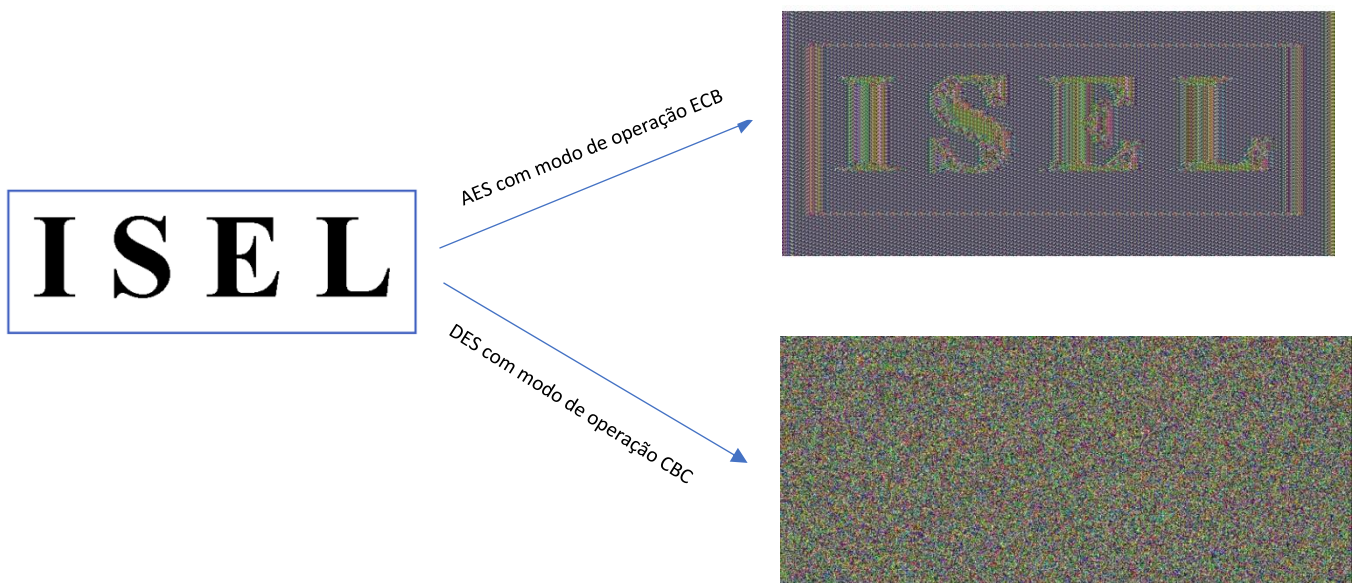 I S E L
AES com modo de operação ECB
DES com modo de operação CBC
I S E L